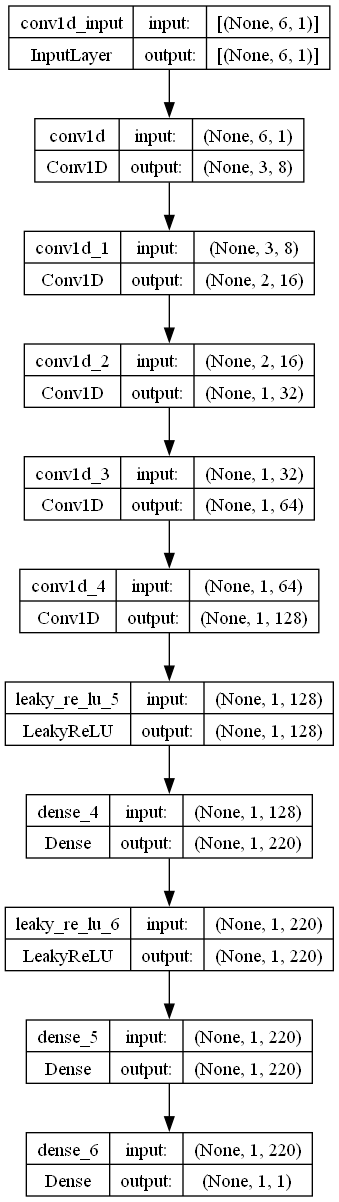 conv1d_input input: [(None, 6, 1)]
InputLayer output: [(None, 6, 1)]
conv1d input: (None, 6, 1)
Conv1D output: (None, 3, 8)
conv1d_1 input: (None, 3, 8)
Conv1D output: (None, 2, 16)
conv1d_2 input: (None, 2, 16)
Conv1D output: (None, 1, 32)
conv1d_3 input: (None, 1, 32)
Conv1D output: (None, 1, 64)
conv1d_4 input: (None, 1, 64)
Conv1D output: (None, 1, 128)
leaky_re_lu_5 input: (None, 1, 128)
LeakyReLU output: (None, 1, 128)
dense_4 input: (None, 1, 128)
Dense output: (None, 1, 220)
leaky_re_lu_6 input: (None, 1, 220)
LeakyReLU output: (None, 1, 220)
dense_5 input: (None, 1, 220)
Dense output: (None, 1, 220)
dense_6 input: (None, 1, 220)
Dense output: (None, 1, 1)